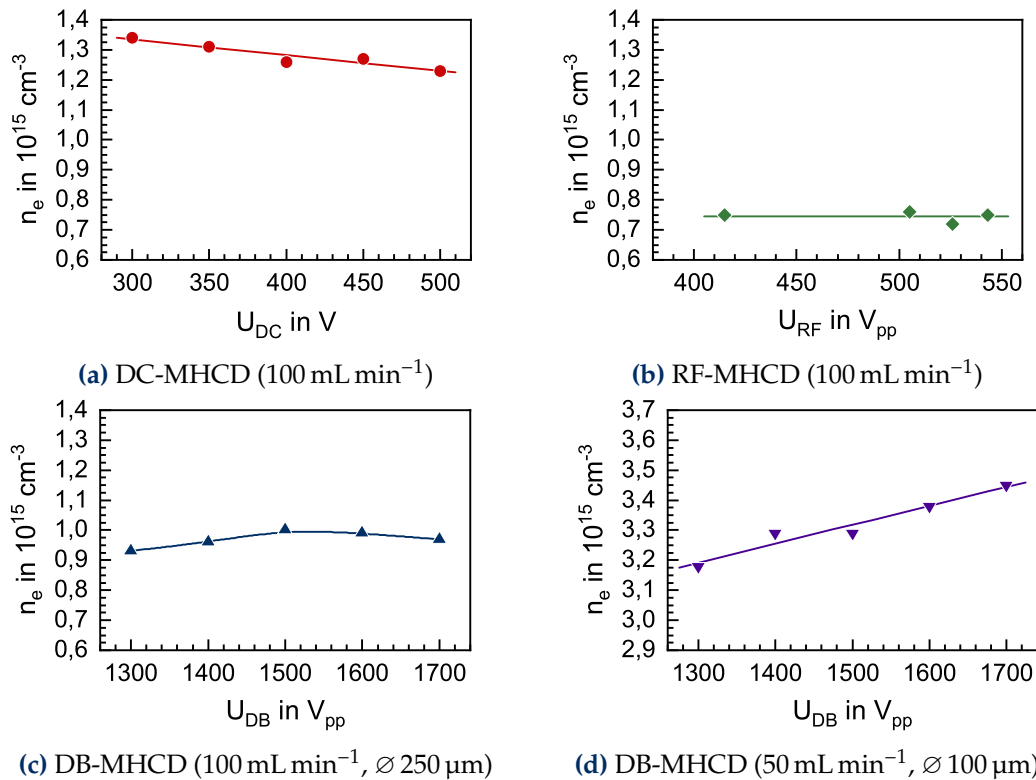 1,4
1,3
1,2
1,1
1,0
0,9
0,8
0,7
0,6
n_e in 10^15 cm^-3
300 350 400 450 500
U_DC in V
(a) DC-MHCD (100 mL min⁻¹)
1,4
1,3
1,2
1,1
1,0
0,9
0,8
0,7
0,6
n_e in 10^15 cm^-3
400 450 500 550
U_RF in V_pp
(b) RF-MHCD (100 mL min⁻¹)
1,4
1,3
1,2
1,1
1,0
0,9
0,8
0,7
0,6
n_e in 10^15 cm^-3
1300 1400 1500 1600 1700
U_DB in V_pp
(c) DB-MHCD (100 mL min⁻¹, ∅ 250 µm)
3,7
3,6
3,5
3,4
3,3
3,2
3,1
3,0
2,9
n_e in 10^15 cm^-3
1300 1400 1500 1600 1700
U_DB in V_pp
(d) DB-MHCD (50 mL min⁻¹, ∅ 100 µm